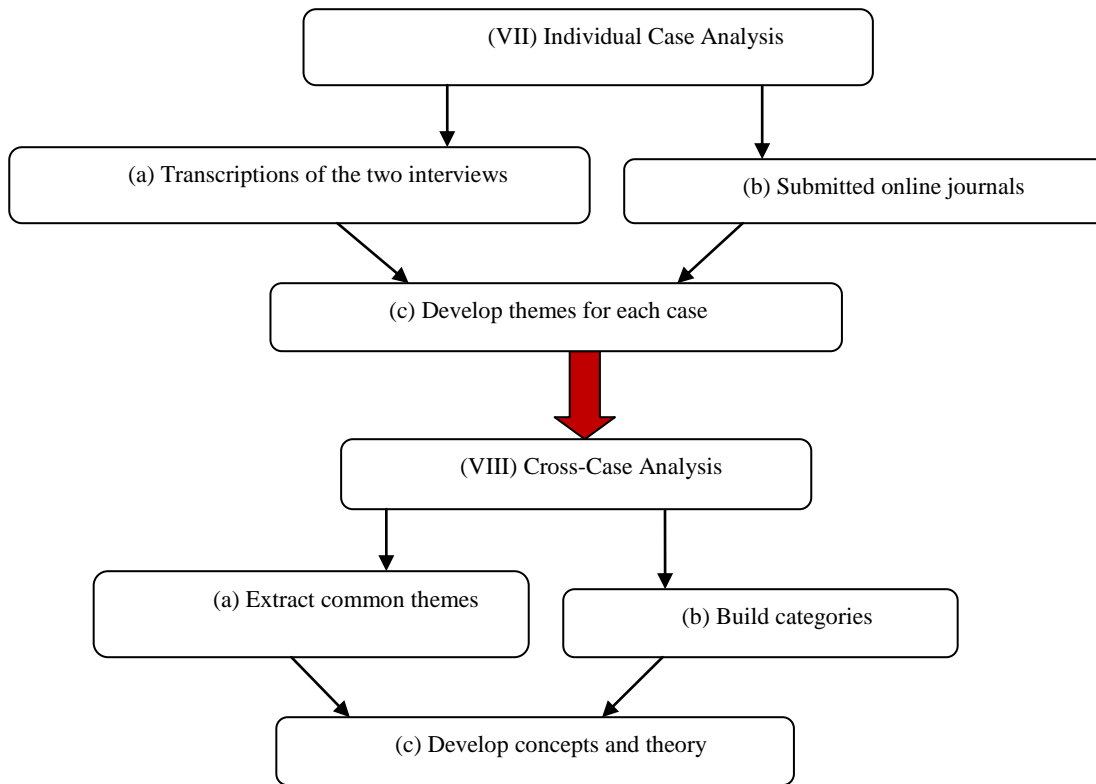 (VII) Individual Case Analysis
(a) Transcriptions of the two interviews
(b) Submitted online journals
(c) Develop themes for each case
(VIII) Cross-Case Analysis
(a) Extract common themes
(b) Build categories
(c) Develop concepts and theory